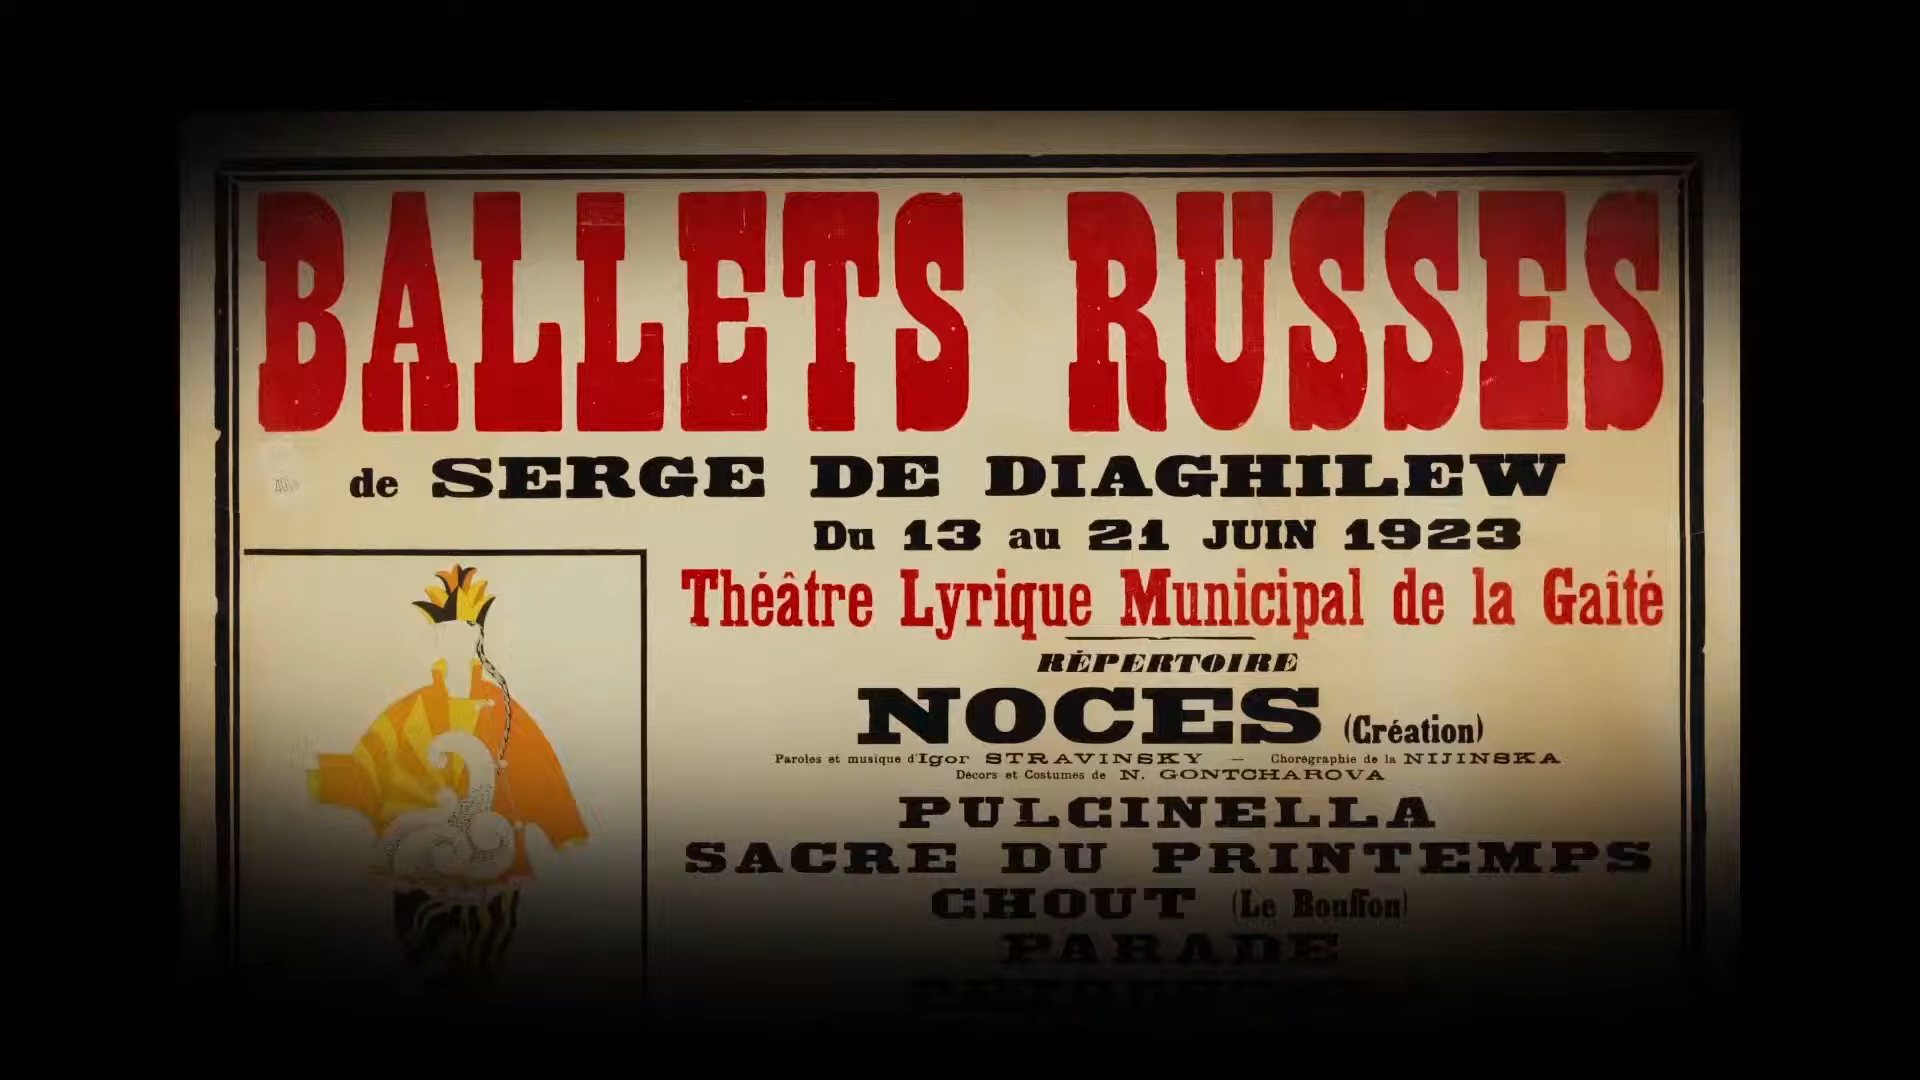 BALLETS RUSSES
de SERGE DE DIAGHILEW
Du 13 au 21 JUIN 1923
Théâtre Lyrique Municipal de la Gaîté
RÉPERTOIRE
NOCES (Création)
Paroles et musique d'Igor STRAVINSKY — Chorégraphie de la NIJINSKA
Décors et Costumes de N. GONTCHAROVA
PULCINELLA
SACRE DU PRINTEMPS
CHOUT (Le Bouffon)
PARADE